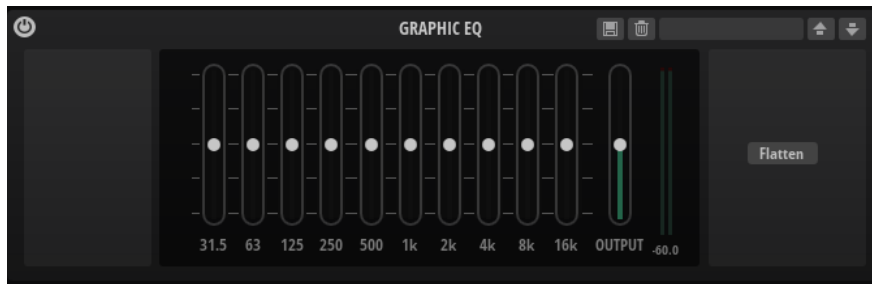 GRAPHIC EQ
31.5 63 125 250 500 1k 2k 4k 8k 16k OUTPUT -60.0
Flatten